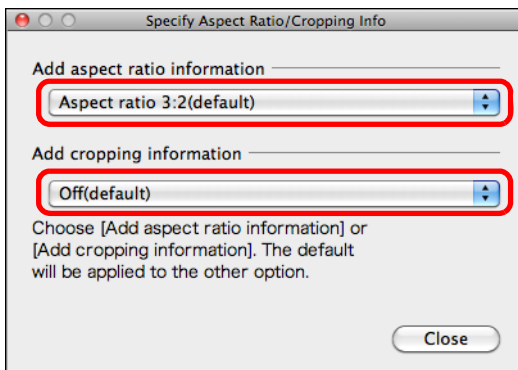 Specify Aspect Ratio/Cropping Info
Add aspect ratio information
Aspect ratio 3:2(default)
Add cropping information
Off(default)
Choose [Add aspect ratio information] or
[Add cropping information]. The default
will be applied to the other option.
Close